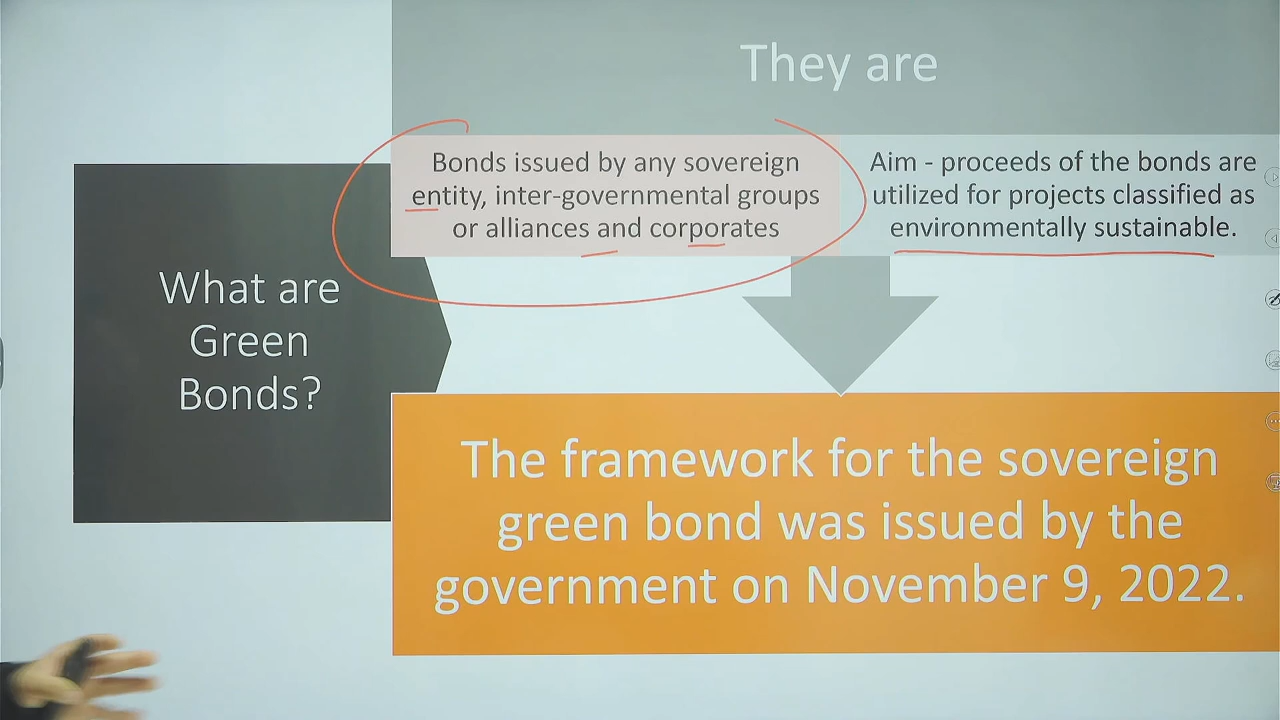 They are
Bonds issued by any sovereign
entity, inter-governmental groups
or alliances and corporates
Aim - proceeds of the bonds are
utilized for projects classified as
environmentally sustainable.
What are
Green
Bonds?
The framework for the sovereign
green bond was issued by the
government on November 9, 2022.